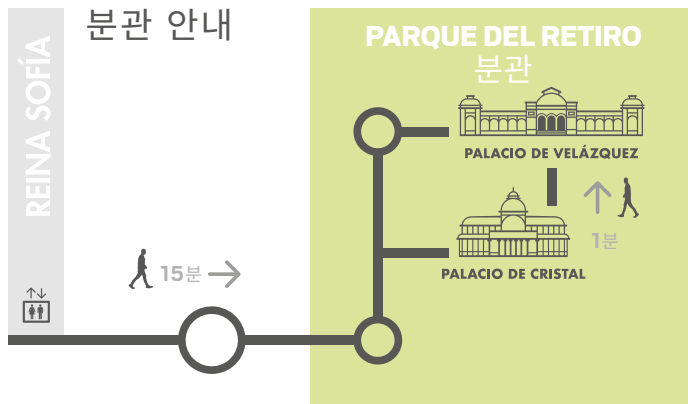 분관 안내
REINA SOFÍA
PARQUE DEL RETIRO
분관
PALACIO DE VELÁZQUEZ
1분
PALACIO DE CRISTAL
15분